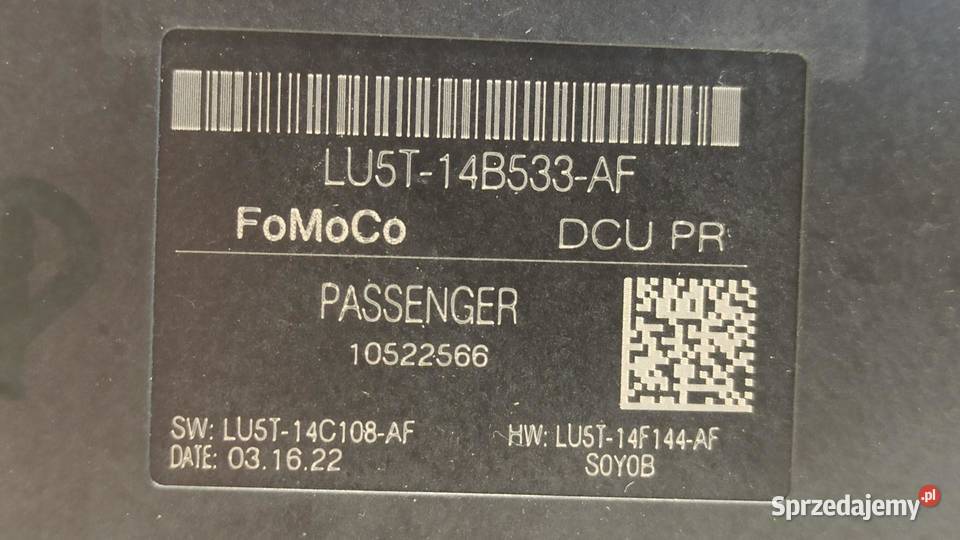 LU5T-14B533-AF
FoMoCo DCU PR
PASSENGER
10522566
SW: LU5T-14C108-AF HW: LU5T-14F144-AF
DATE: 03.16.22 S0Y0B
Sprzedajemy.pl